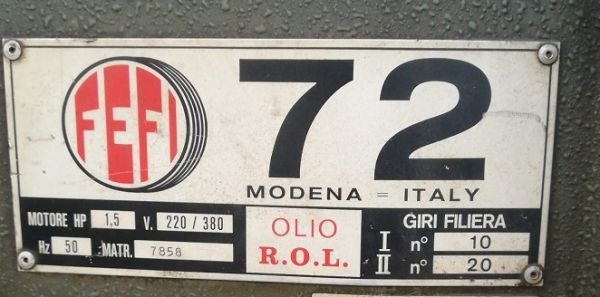 FEFI
72
MODENA = ITALY
MOTORE HP 1,5 V. 220/380
Hz 50 MATR. 7858
OLIO
R.O.L.
GIRI FILIERA
I n° 10
II n° 20